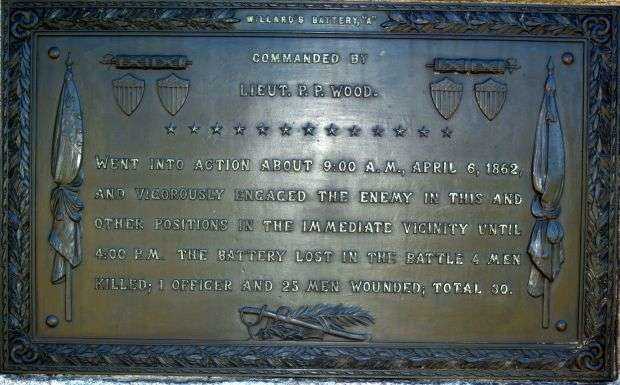 WILLARD'S BATTERY, "A"
COMMANDED BY
LIEUT. P. P. WOOD.
WENT INTO ACTION ABOUT 9:00 A.M., APRIL 6, 1862,
AND VIGOROUSLY ENGAGED THE ENEMY IN THIS AND
OTHER POSITIONS IN THE IMMEDIATE VICINITY UNTIL
4:00 P.M. THE BATTERY LOST IN THE BATTLE 4 MEN
KILLED; 1 OFFICER AND 25 MEN WOUNDED; TOTAL 30.